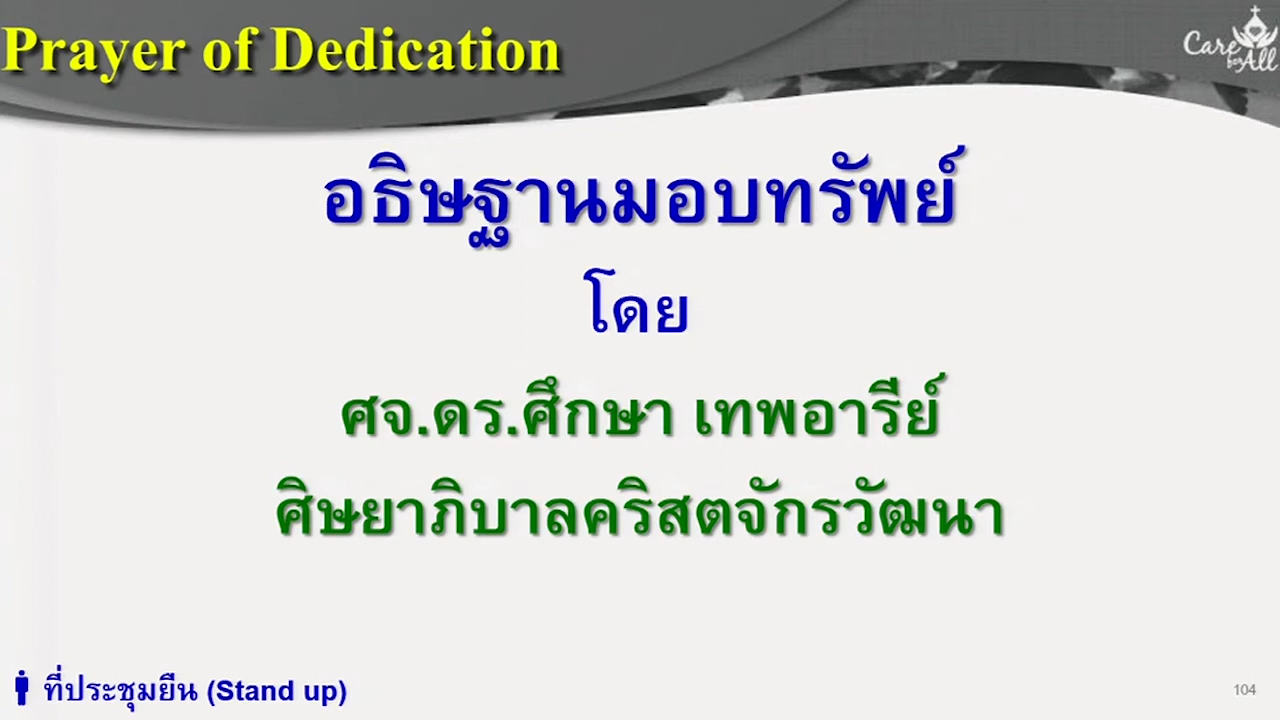 Prayer of Dedication
Care for All
อธิษฐานมอบทรัพย์
โดย
ศจ.ดร.ศึกษา เทพอารีย์
ศิษยาภิบาลคริสตจักรวัฒนา
ที่ประชุมยืน (Stand up)
104